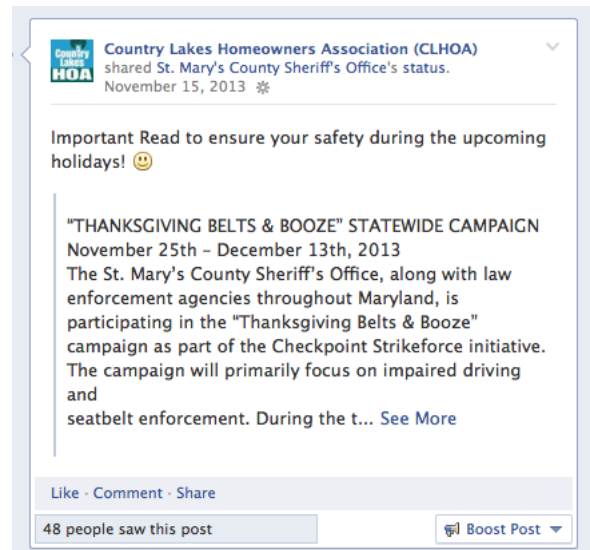 Country
Lakes
HOA
Country Lakes Homeowners Association (CLHOA)
shared St. Mary's County Sheriff's Office's status.
November 15, 2013
Important Read to ensure your safety during the upcoming
holidays!
"THANKSGIVING BELTS & BOOZE" STATEWIDE CAMPAIGN
November 25th – December 13th, 2013
The St. Mary's County Sheriff's Office, along with law
enforcement agencies throughout Maryland, is
participating in the "Thanksgiving Belts & Booze"
campaign as part of the Checkpoint Strikeforce initiative.
The campaign will primarily focus on impaired driving
and
seatbelt enforcement. During the t... See More
Like · Comment · Share
48 people saw this post
Boost Post